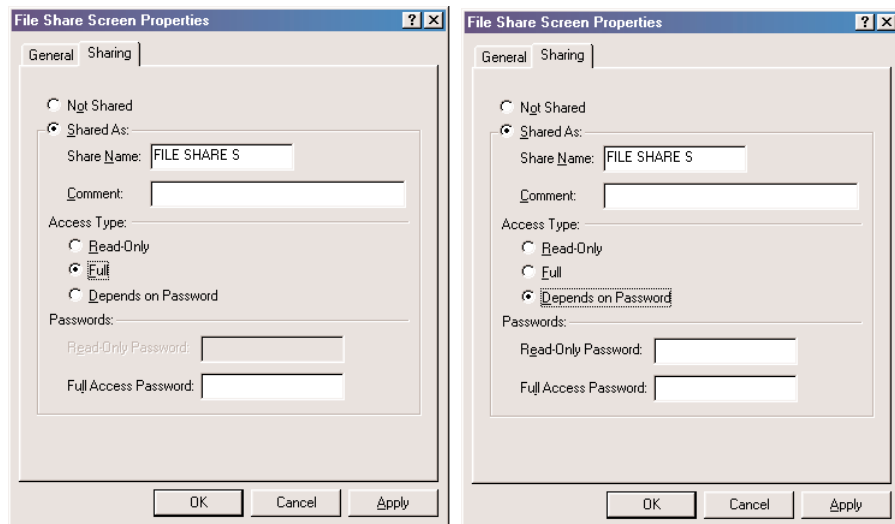 File Share Screen Properties
General Sharing
Not Shared
Shared As:
Share Name: FILE SHARE S
Comment:
Access Type:
Read-Only
Full
Depends on Password
Passwords:
Read-Only Password:
Full Access Password:
OK Cancel Apply
File Share Screen Properties
General Sharing
Not Shared
Shared As:
Share Name: FILE SHARE S
Comment:
Access Type:
Read-Only
Full
Depends on Password
Passwords:
Read-Only Password:
Full Access Password:
OK Cancel Apply